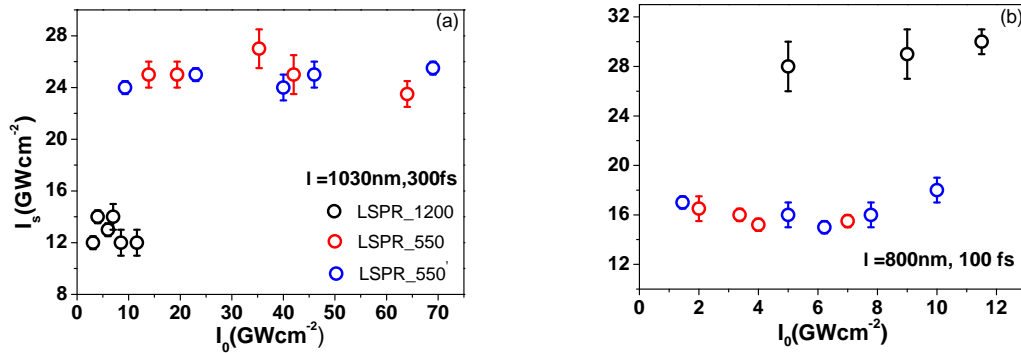 (a)
28
24
20
16
12
8
I_s(GWcm^-2)
l =1030nm,300fs
LSPR_1200
LSPR_550
LSPR_550'
0 10 20 30 40 50 60 70
I_0(GWcm^-2)
(b)
32
28
24
20
16
12
l =800nm, 100 fs
2 4 6 8 10 12
I_0(GWcm^-2)